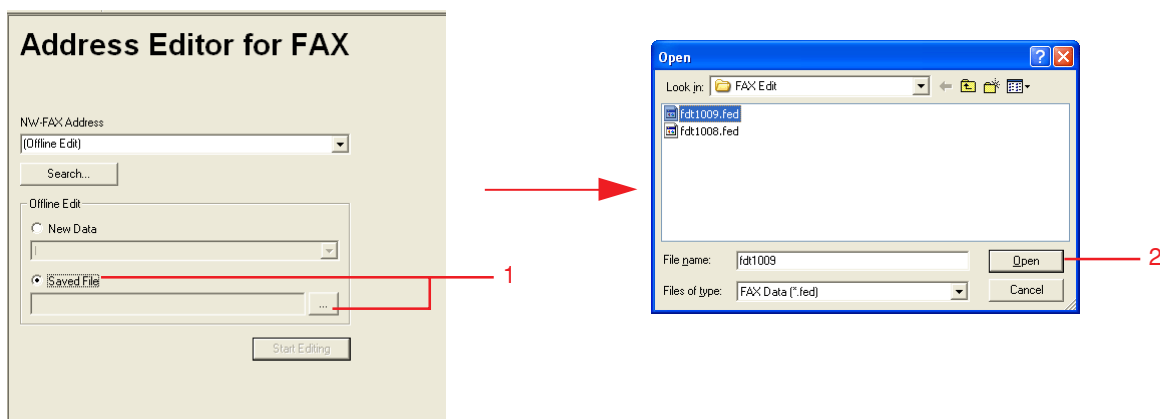 Address Editor for FAX
NW-FAX Address
(Offline Edit)
Search...
Offline Edit
New Data
Saved File
...
Start Editing
1
Open
Look in: FAX Edit
fdt1009.fed
fdt1008.fed
File name: fdt1009 Open
Files of type: FAX Data (*.fed) Cancel
2